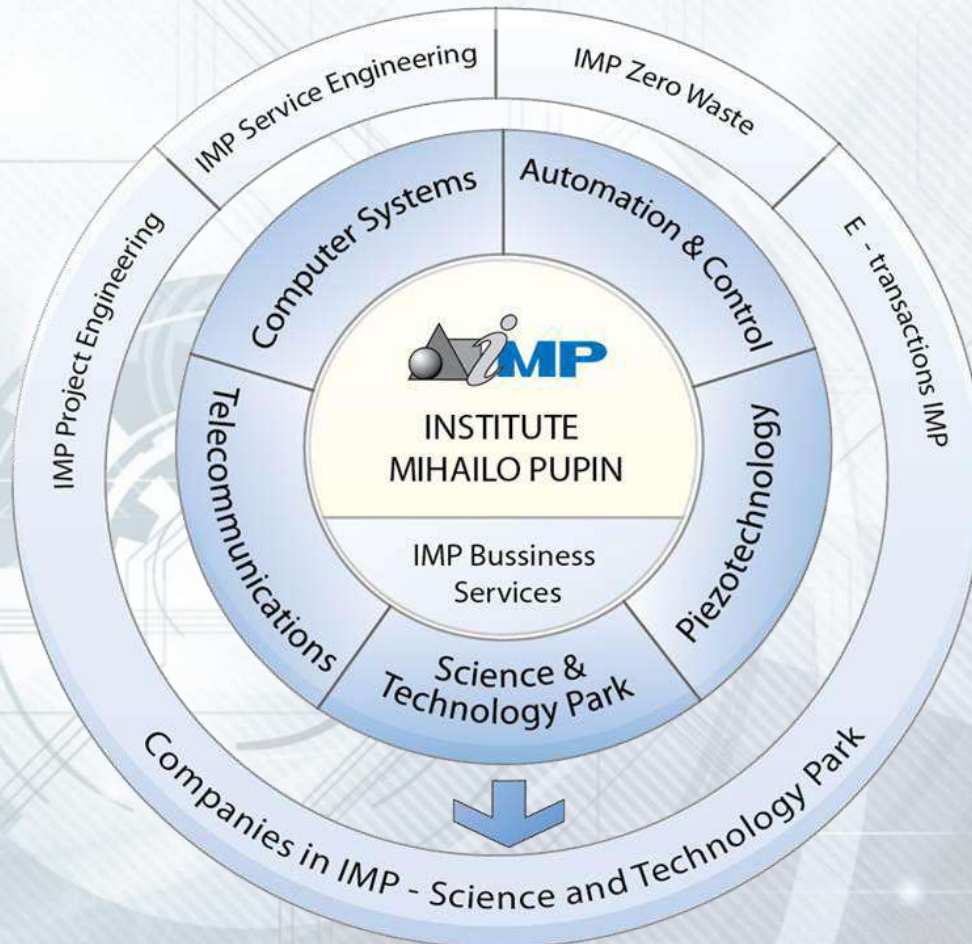 IMP Service Engineering
IMP Zero Waste
IMP Project Engineering
E - transactions IMP
Computer Systems
Automation & Control
Telecommunications
Piezotechnology
iMP
INSTITUTE
MIHAILO PUPIN
IMP Bussiness
Services
Science &
Technology Park
Companies in IMP - Science and Technology Park